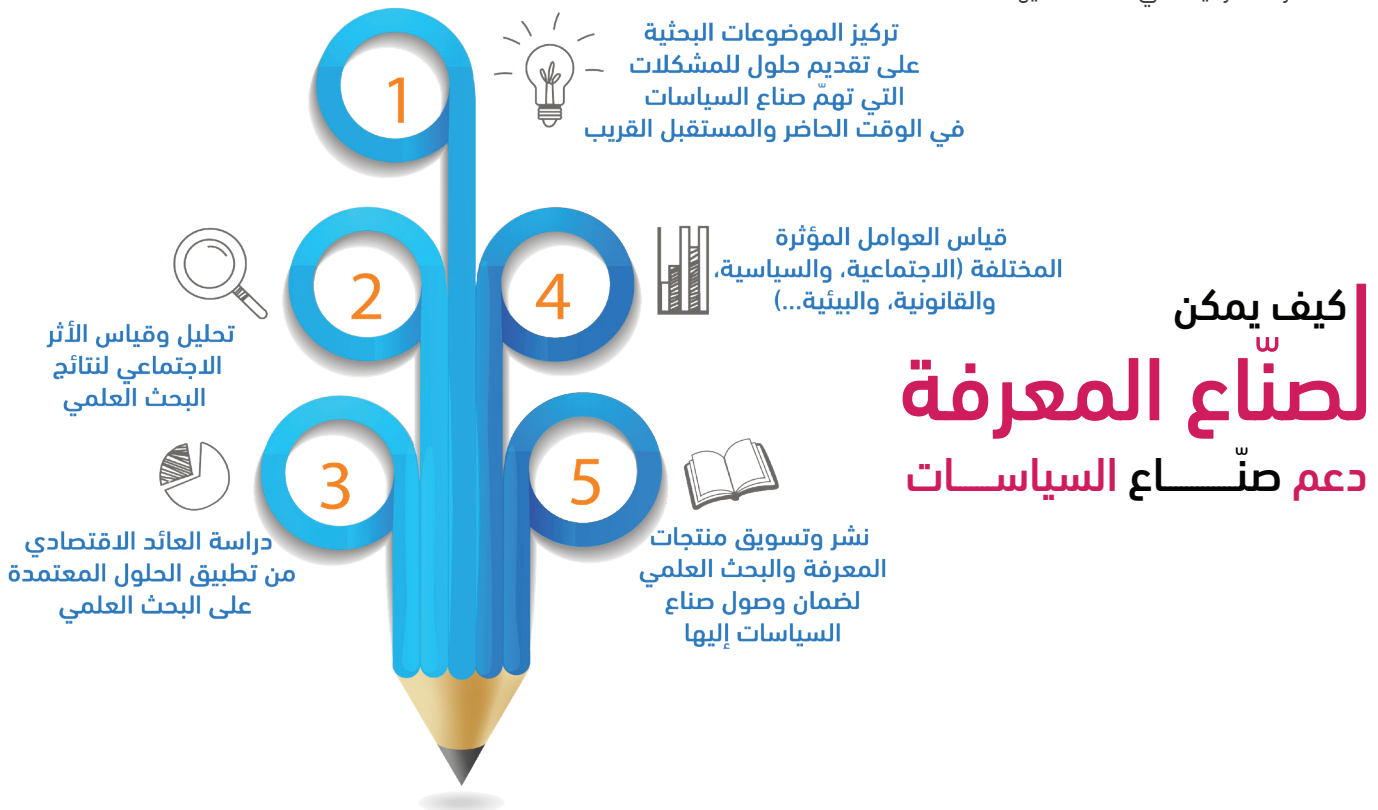 كيف يمكن
لصنّاع المعرفة
دعم صنّـــــــاع السياســــات
1
تركيز الموضوعات البحثية
على تقديم حلول للمشكلات
التي تهمّ صناع السياسات
في الوقت الحاضر والمستقبل القريب
2
تحليل وقياس الأثر
الاجتماعي لنتائج
البحث العلمي
3
دراسة العائد الاقتصادي
من تطبيق الحلول المعتمدة
على البحث العلمي
4
قياس العوامل المؤثرة
المختلفة (الاجتماعية، والسياسية،
والقانونية، والبيئية...)
5
نشر وتسويق منتجات
المعرفة والبحث العلمي
لضمان وصول صناع
السياسات إليها